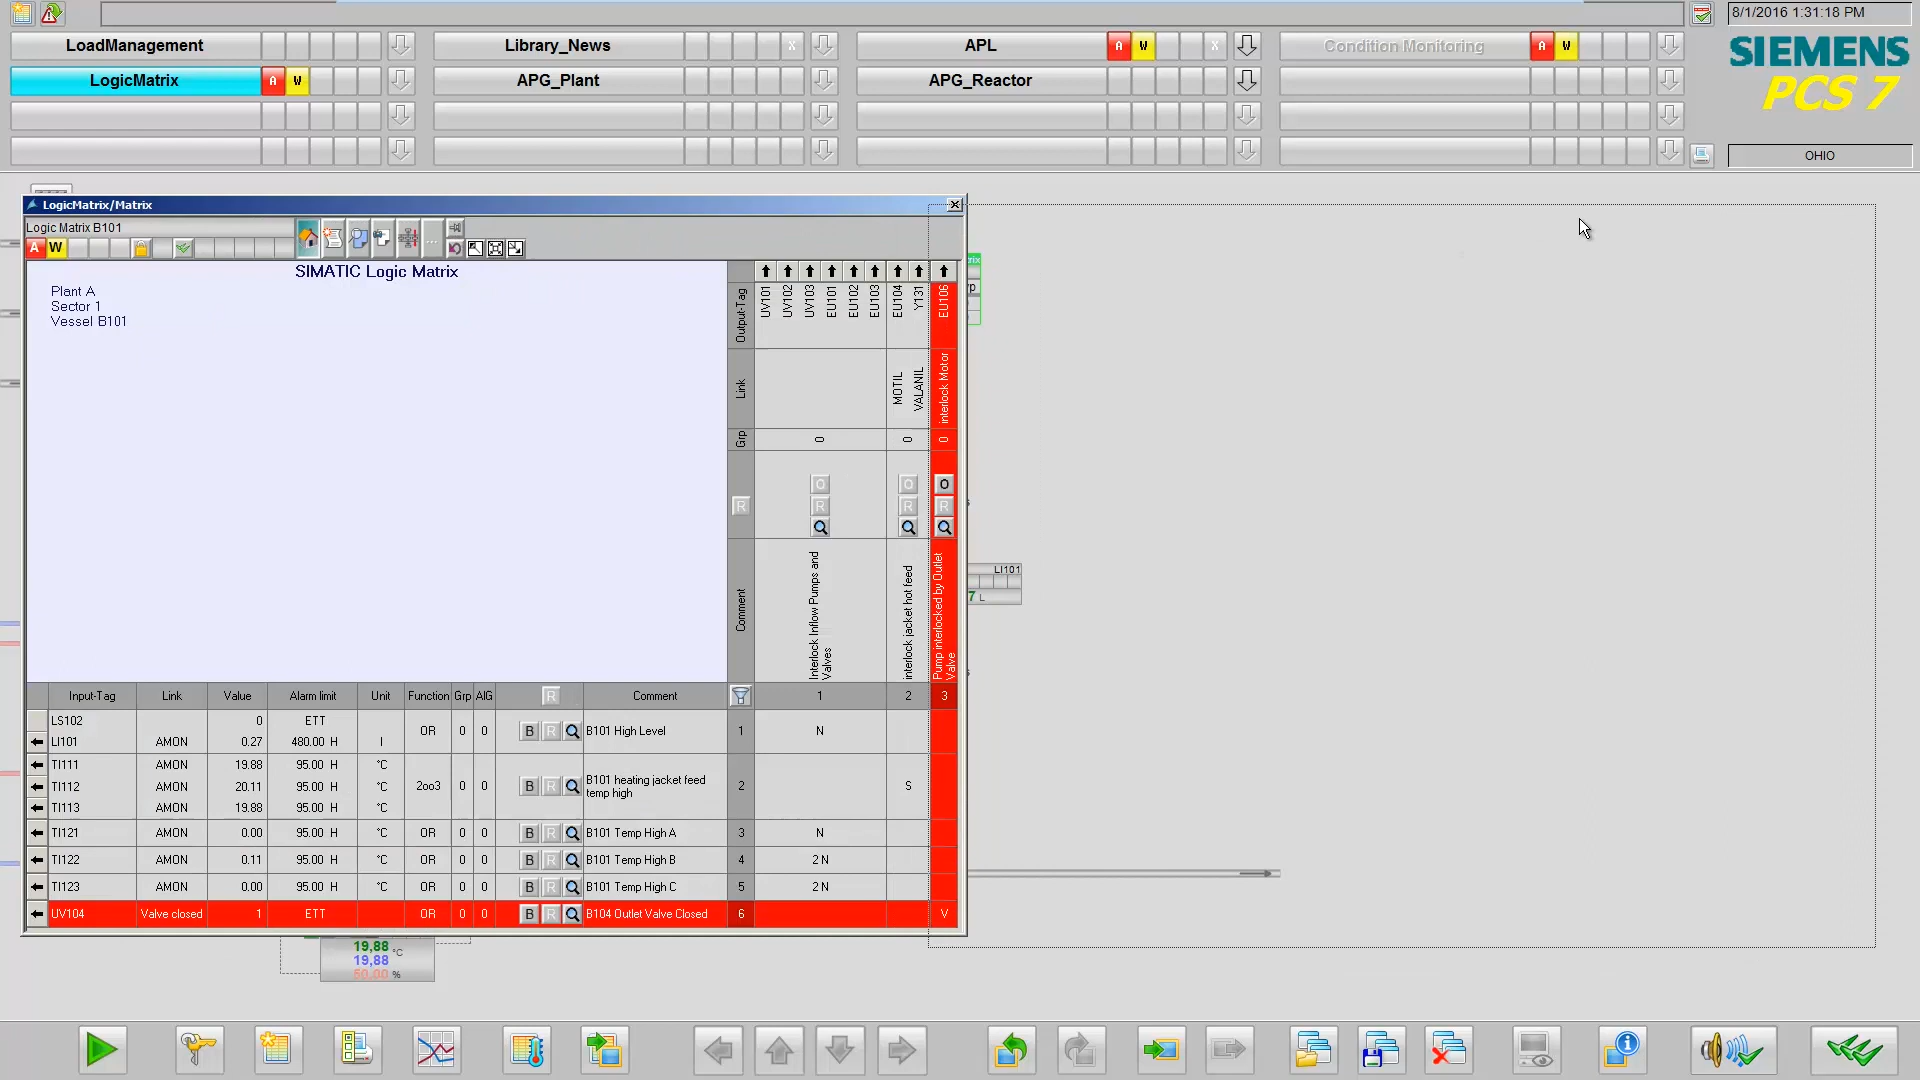 8/1/2016 1:31:18 PM
LoadManagement
Library_News
X
APL
A
W
X
Condition Monitoring
A
W
SIEMENS
PCS 7
LogicMatrix
A
W
APG_Plant
APG_Reactor
OHIO
LogicMatrix/Matrix
Logic Matrix B101
A
W
...
SIMATIC Logic Matrix
Plant A
Sector 1
Vessel B101
Output-Tag
UV101
UV102
UV103
EU101
EU102
EU103
EU104
Y131
EU106
Link
MOTIL
VALANIL
interlock Motor
Grp
0
0
0
O
O
O
R
R
R
R
Comment
Interlock Inflow Pumps and
Valves
interlock jacket hot feed
Pump interlocked by Outlet
Valve
Input-Tag Link Value Alarm limit Unit Function Grp AIG R Comment 1 2 3
LS102 0 ETT
OR 0 0 B R B101 High Level 1 N
LI101 AMON 0.27 480.00 H l
TI111 AMON 19.88 95.00 H °C
TI112 AMON 20.11 95.00 H °C 2oo3 0 0 B R B101 heating jacket feed
temp high 2 S
TI113 AMON 19.88 95.00 H °C
TI121 AMON 0.00 95.00 H °C OR 0 0 B R B101 Temp High A 3 N
TI122 AMON 0.11 95.00 H °C OR 0 0 B R B101 Temp High B 4 2 N
TI123 AMON 0.00 95.00 H °C OR 0 0 B R B101 Temp High C 5 2 N
UV104 Valve closed 1 ETT OR 0 0 B R B104 Outlet Valve Closed 6 V
LI101
7 L
19,88 °C
19,88
50,00 %